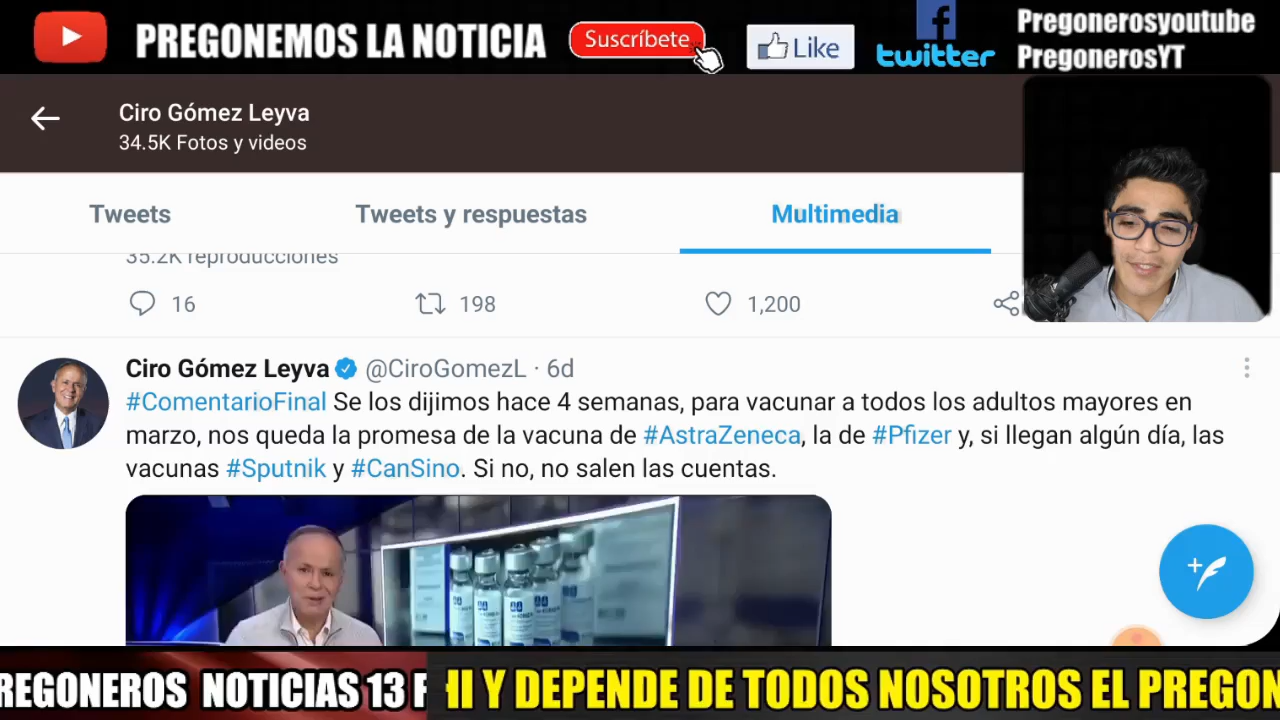 PREGONEMOS LA NOTICIA
Suscríbete
Like
twitter
Pregonerosyoutube
PregonerosYT
Ciro Gómez Leyva
34.5K Fotos y videos
Tweets
Tweets y respuestas
Multimedia
35.2K reproducciones
16
198
1,200
Ciro Gómez Leyva @CiroGomezL · 6d
#ComentarioFinal Se los dijimos hace 4 semanas, para vacunar a todos los adultos mayores en
marzo, nos queda la promesa de la vacuna de #AstraZeneca, la de #Pfizer y, si llegan algún día, las
vacunas #Sputnik y #CanSino. Si no, no salen las cuentas.
REGONEROS NOTICIAS 13 F
HI Y DEPENDE DE TODOS NOSOTROS EL PREGON